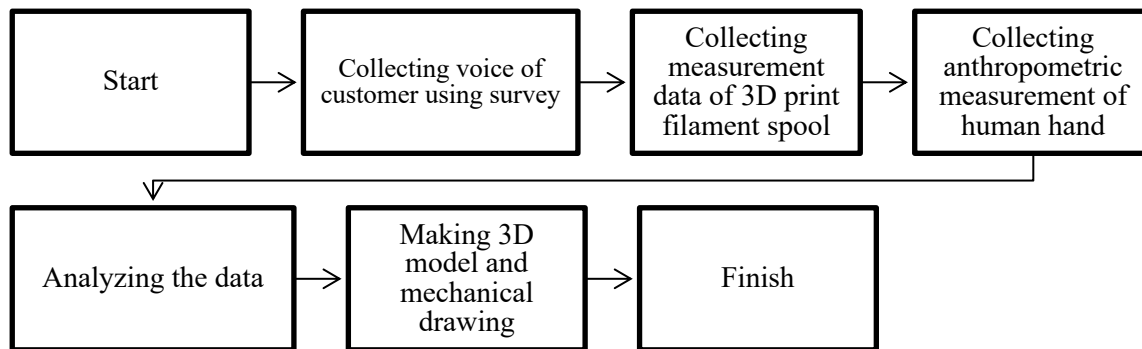 Start
Collecting voice of
customer using survey
Collecting
measurement
data of 3D print
filament spool
Collecting
anthropometric
measurement of
human hand
Analyzing the data
Making 3D
model and
mechanical
drawing
Finish